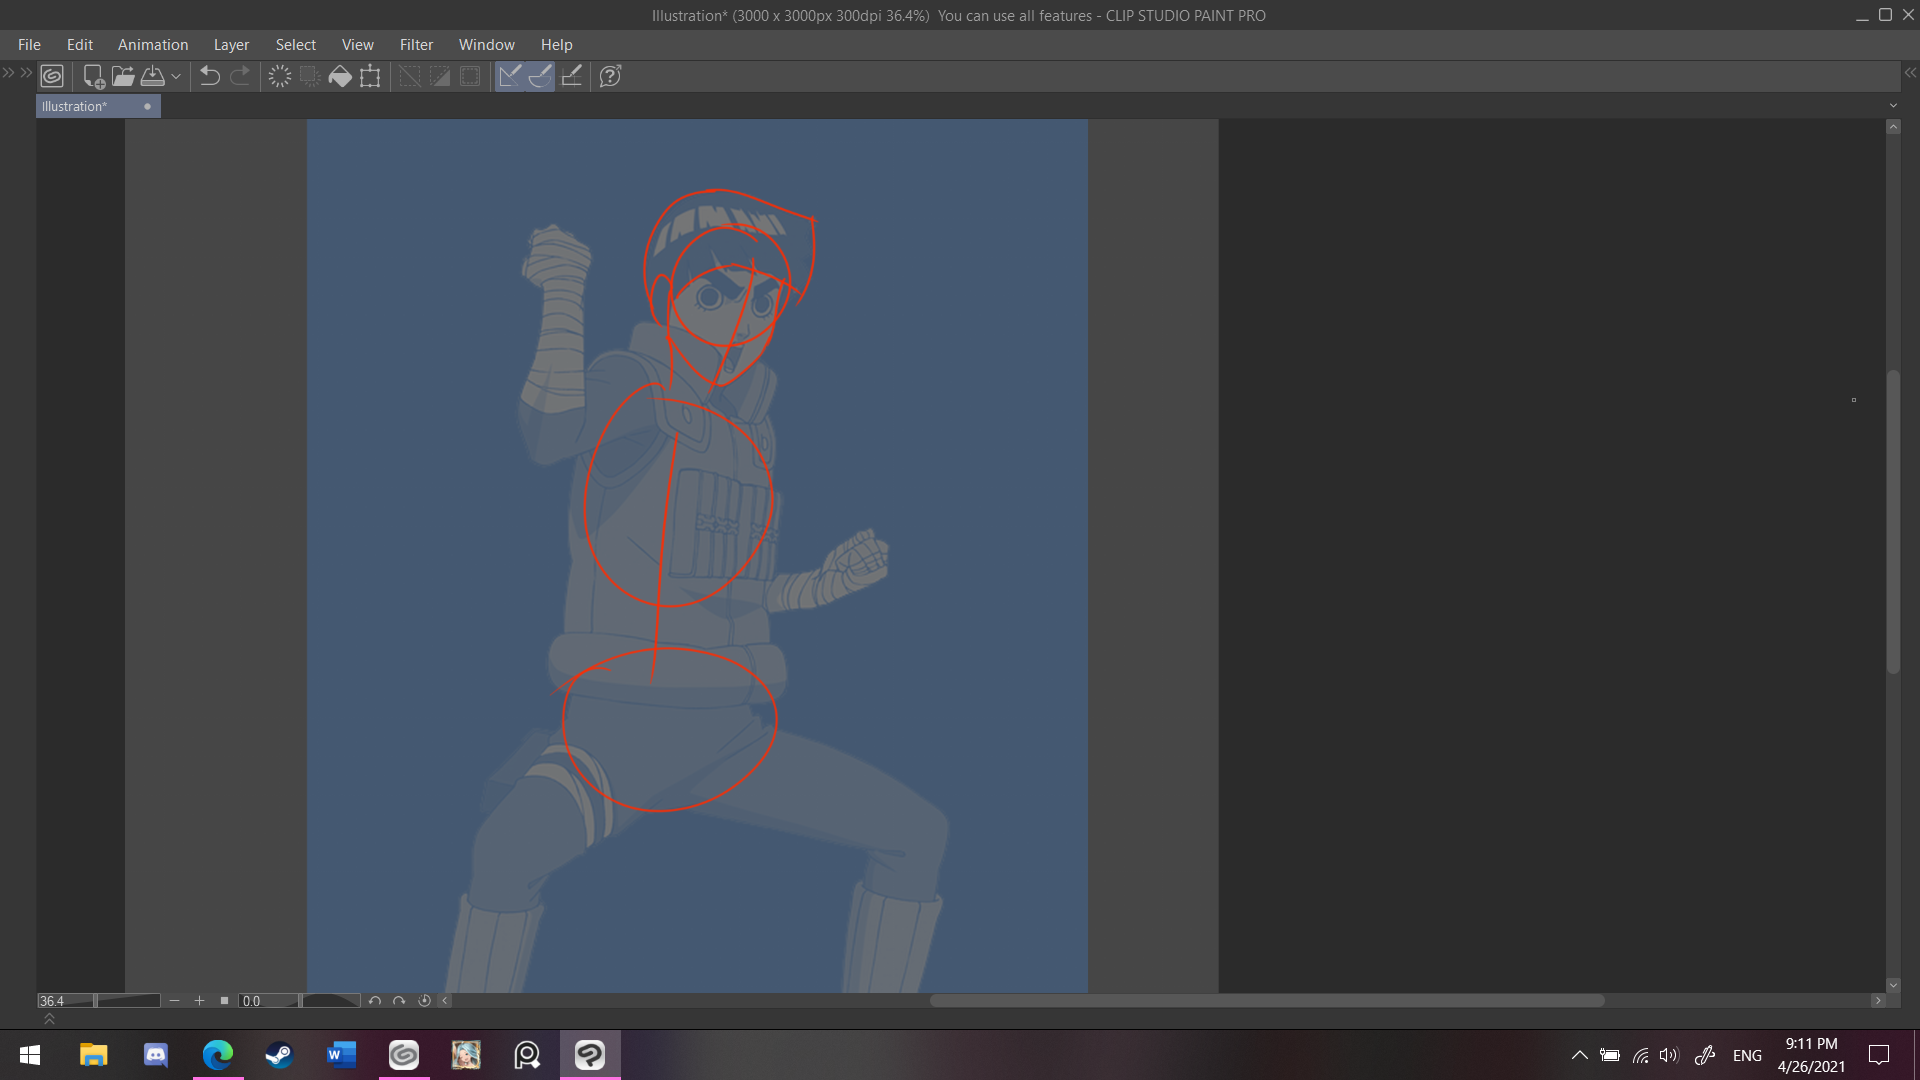 Illustration* (3000 x 3000px 300dpi 36.4%)  You can use all features - CLIP STUDIO PAINT PRO
File Edit Animation Layer Select View Filter Window Help
Illustration*
36.4
0.0
W
ENG
9:11 PM
4/26/2021